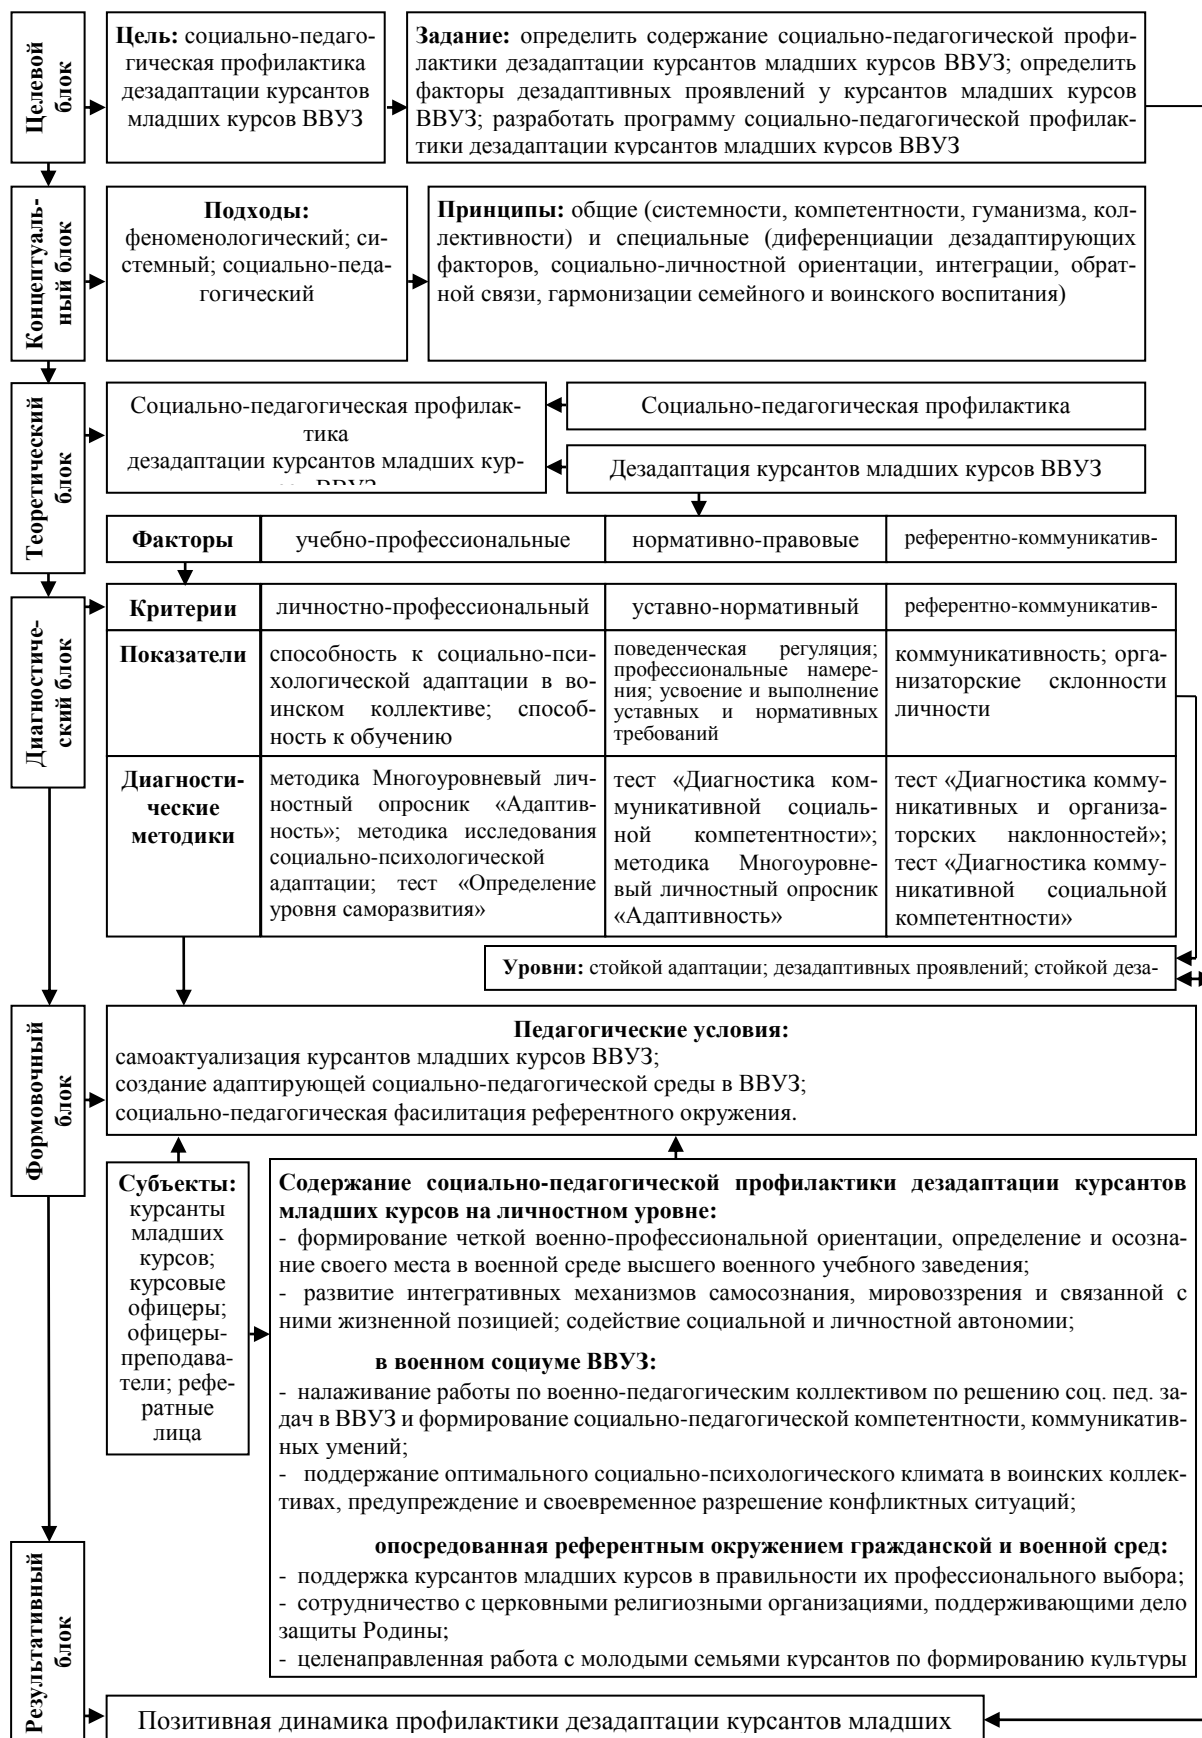 Целевой
блок
Цель: социально-педаго-
гическая профилактика
дезадаптации курсантов
младших курсов ВВУЗ
Задание: определить содержание социально-педагогической профи-
лактики дезадаптации курсантов младших курсов ВВУЗ; определить
факторы дезадаптивных проявлений у курсантов младших курсов
ВВУЗ; разработать программу социально-педагогической профилак-
тики дезадаптации курсантов младших курсов ВВУЗ
Концептуаль-
ный блок
Подходы:
феноменологический; си-
стемный; социально-педа-
гогический
Принципы: общие (системности, компетентности, гуманизма, кол-
лективности) и специальные (диференциации дезадаптирующих
факторов, социально-личностной ориентации, интеграции, обрат-
ной связи, гармонизации семейного и воинского воспитания)
Теоретический
блок
Социально-педагогическая профилак-
тика
дезадаптации курсантов младших кур-
сов ВВУЗ
Социально-педагогическая профилактика
Дезадаптация курсантов младших курсов ВВУЗ
Факторы
учебно-профессиональные
нормативно-правовые
референтно-коммуникатив-
Диагностиче-
ский блок
Критерии
личностно-профессиональный
уставно-нормативный
референтно-коммуникатив-
Показатели
способность к социально-пси-
хологической адаптации в во-
инском коллективе; способ-
ность к обучению
поведенческая регуляция;
профессиональные намере-
ния; усвоение и выполнение
уставных и нормативных
требований
коммуникативность; орга-
низаторские склонности
личности
Диагности-
ческие
методики
методика Многоуровневый лич-
ностный опросник «Адаптив-
ность»; методика исследования
социально-психологической
адаптации; тест «Определение
уровня саморазвития»
тест «Диагностика ком-
муникативной социаль-
ной компетентности»;
методика Многоуровне-
вый личностный опросник
«Адаптивность»
тест «Диагностика комму-
никативных и организа-
торских наклонностей»;
тест «Диагностика комму-
никативной социальной
компетентности»
Уровни: стойкой адаптации; дезадаптивных проявлений; стойкой деза-
Формовочный
блок
Педагогические условия:
самоактуализация курсантов младших курсов ВВУЗ;
создание адаптирующей социально-педагогической среды в ВВУЗ;
социально-педагогическая фасилитация референтного окружения.
Субъекты:
курсанты
младших
курсов;
курсовые
офицеры;
офицеры-
преподава-
тели; рефе-
ратные
лица
Содержание социально-педагогической профилактики дезадаптации курсантов
младших курсов на личностном уровне:
- формирование четкой военно-профессиональной ориентации, определение и осозна-
ние своего места в военной среде высшего военного учебного заведения;
- развитие интегративных механизмов самосознания, мировоззрения и связанной с
ними жизненной позицией; содействие социальной и личностной автономии;
в военном социуме ВВУЗ:
- налаживание работы по военно-педагогическим коллективом по решению соц. пед. за-
дач в ВВУЗ и формирование социально-педагогической компетентности, коммуникатив-
ных умений;
- поддержание оптимального социально-психологического климата в воинских коллек-
тивах, предупреждение и своевременное разрешение конфликтных ситуаций;
опосредованная референтным окружением гражданской и военной сред:
- поддержка курсантов младших курсов в правильности их профессионального выбора;
- сотрудничество с церковными религиозными организациями, поддерживающими дело
защиты Родины;
- целенаправленная работа с молодыми семьями курсантов по формированию культуры
Результативный
блок
Позитивная динамика профилактики дезадаптации курсантов младших